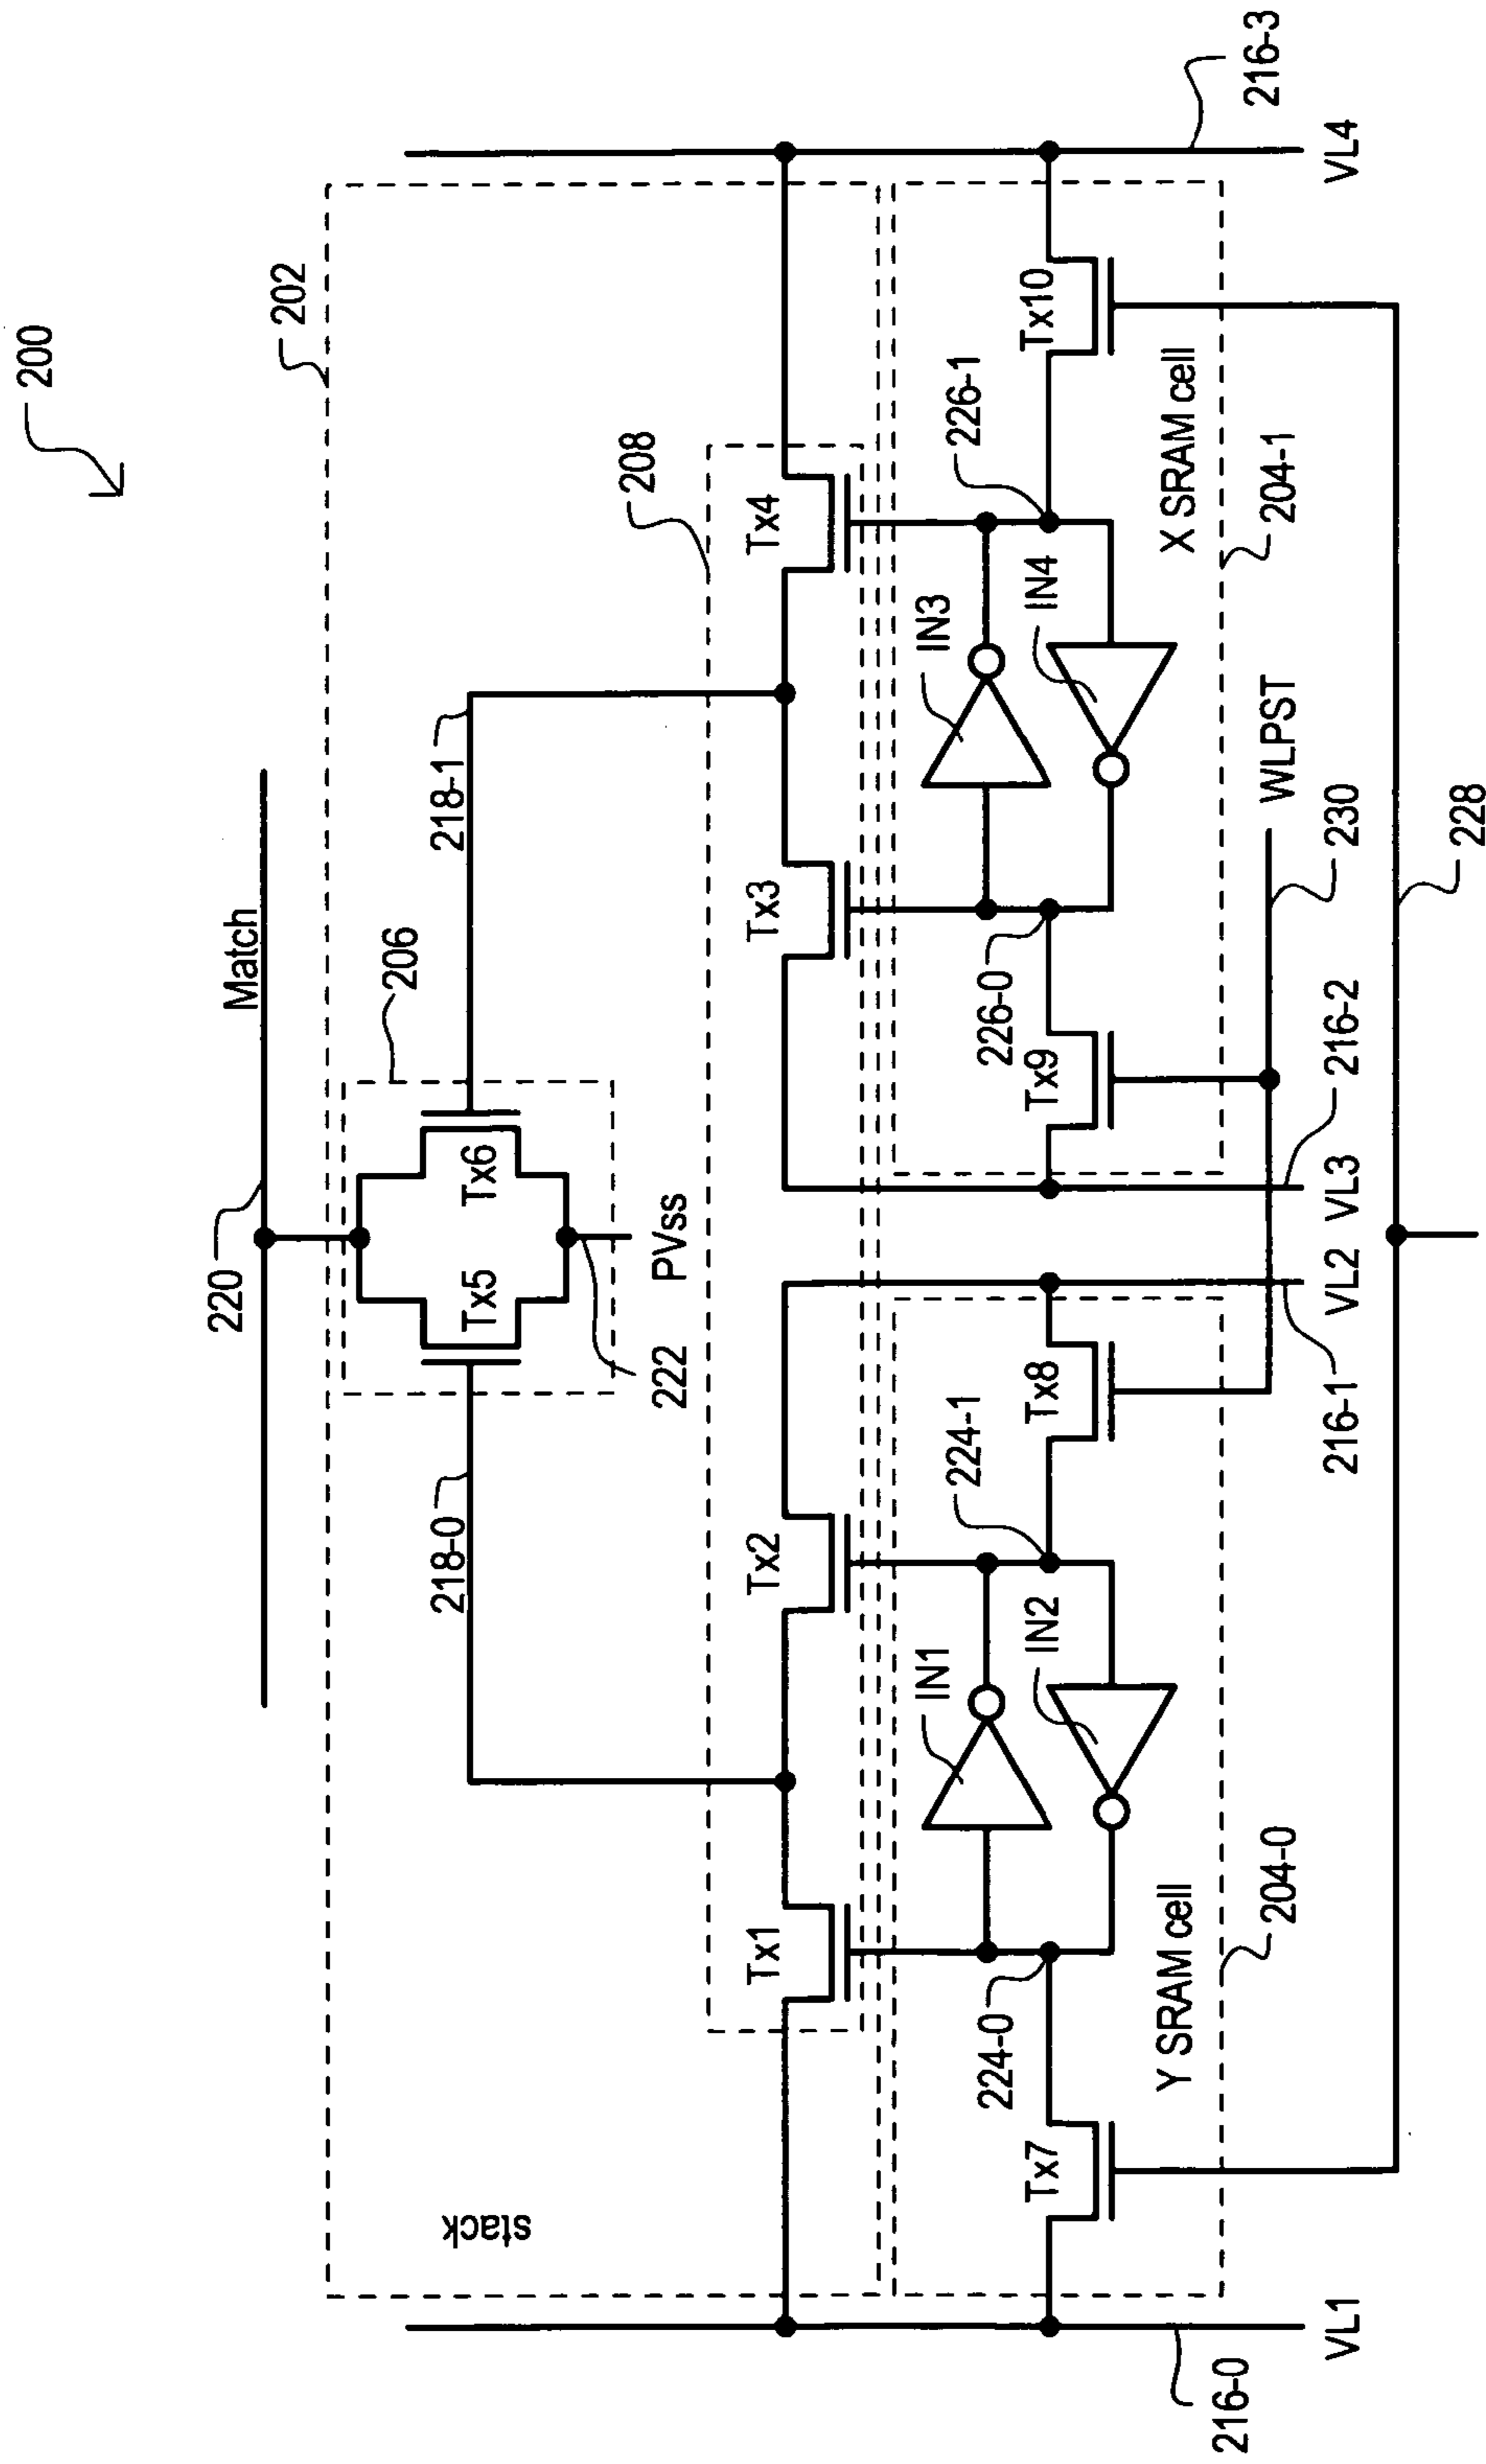 200
202
Match
220
206
218-0
218-1
Tx5
Tx6
stack
222
PVss
208
Tx1
Tx2
Tx3
Tx4
IN1
224-1
IN3
226-1
224-0
IN2
Tx8
226-0
Tx9
IN4
Tx10
Tx7
Y SRAM cell
X SRAM cell
204-0
204-1
WLPST
216-0
VL1
216-1
VL2
VL3
216-2
230
216-3
VL4
228